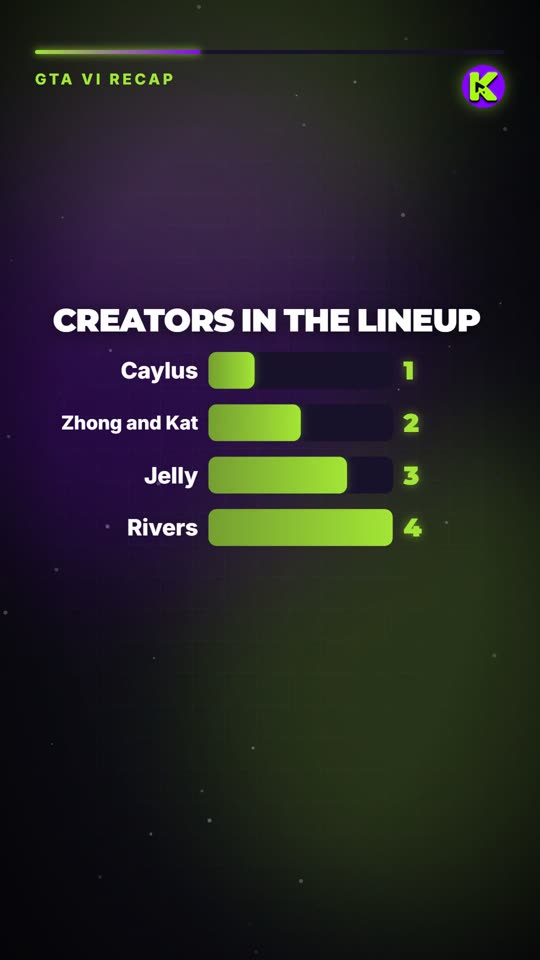 GTA VI RECAP
K
CREATORS IN THE LINEUP
Caylus 1
Zhong and Kat 2
Jelly 3
Rivers 4